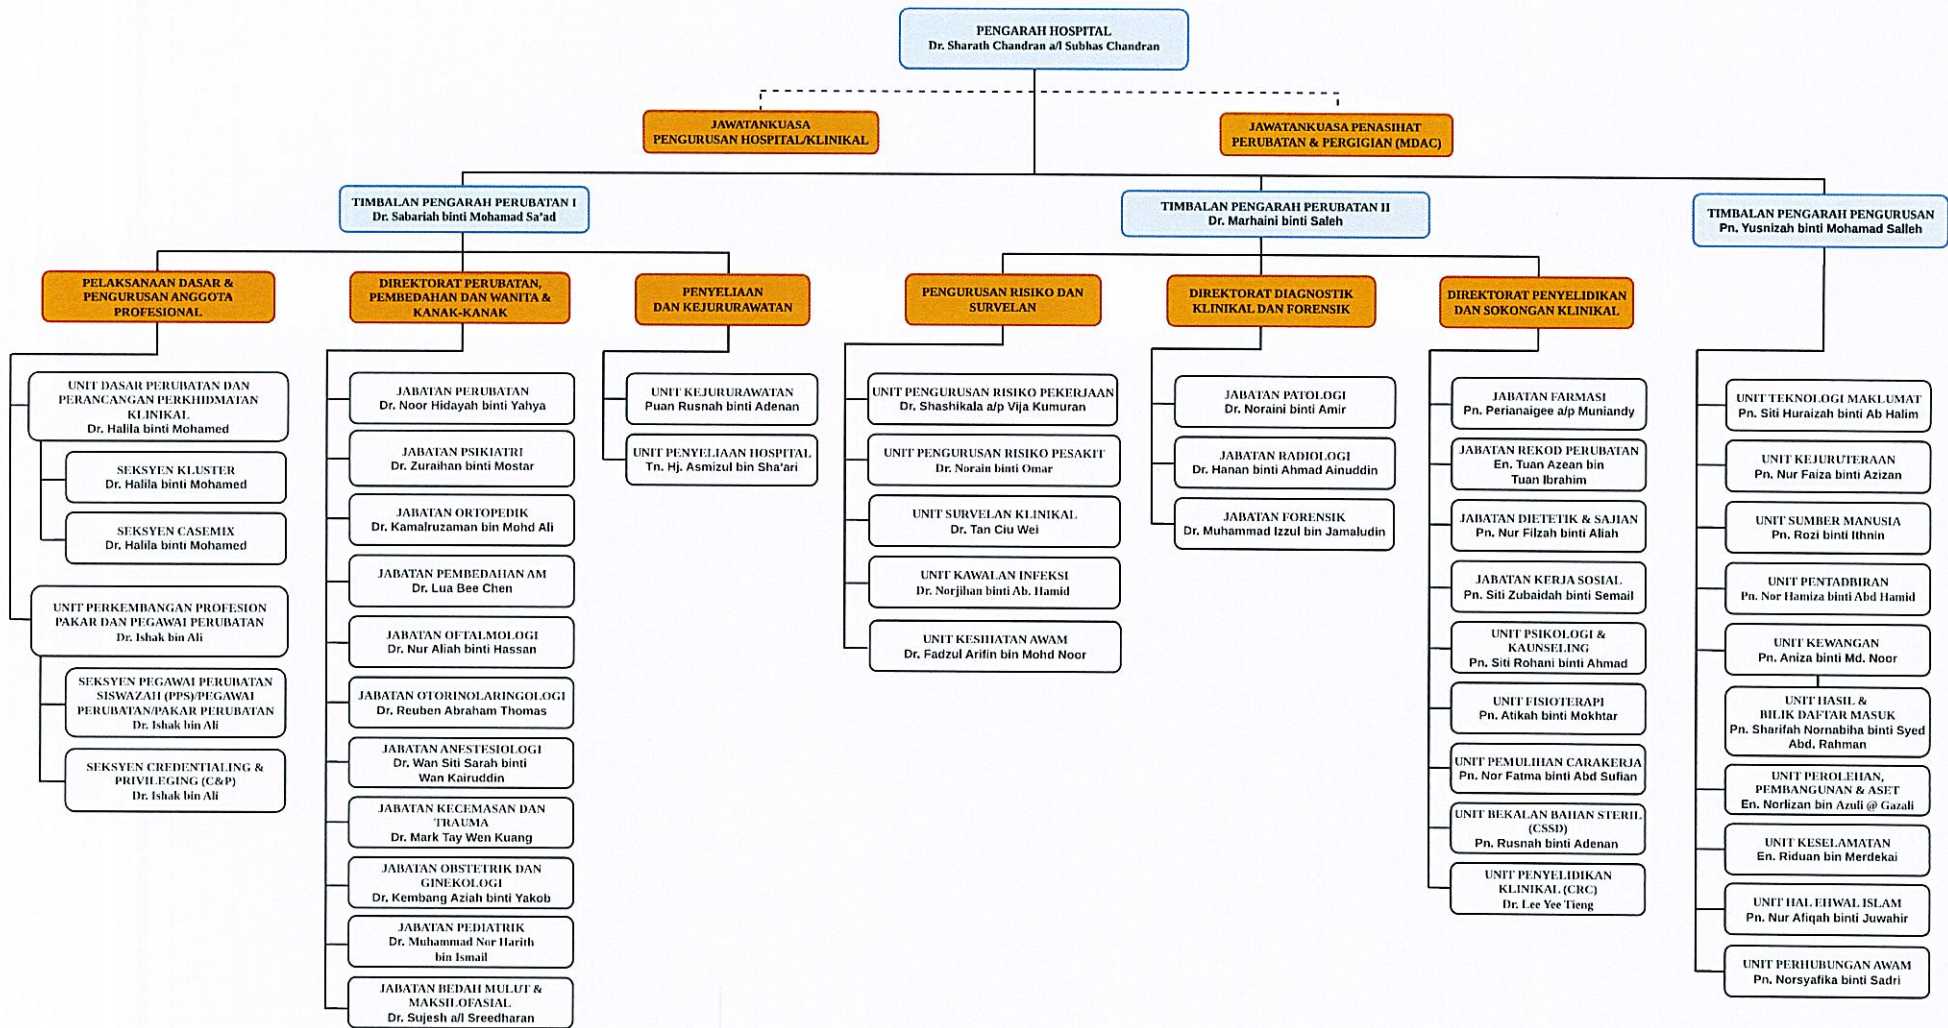 PENGARAH HOSPITAL
Dr. Sharath Chandran a/l Subhas Chandran
JAWATANKUASA
PENGURUSAN HOSPITAL/KLINIKAL
JAWATANKUASA PENASIHAT
PERUBATAN & PERGIGIAN (MDAC)
TIMBALAN PENGARAH PERUBATAN I
Dr. Sabariah binti Mohamad Sa'ad
TIMBALAN PENGARAH PERUBATAN II
Dr. Marhaini binti Saleh
TIMBALAN PENGARAH PENGURUSAN
Pn. Yusnizah binti Mohamad Salleh
PELAKSANAAN DASAR &
PENGURUSAN ANGGOTA
PROFESIONAL
DIREKTORAT PERUBATAN,
PEMBEDAHAN DAN WANITA &
KANAK-KANAK
PENYELIAAN
DAN KEJURURAWATAN
PENGURUSAN RISIKO DAN
SURVELAN
DIREKTORAT DIAGNOSTIK
KLINIKAL DAN FORENSIK
DIREKTORAT PENYELIDIKAN
DAN SOKONGAN KLINIKAL
UNIT DASAR PERUBATAN DAN
PERANCANGAN PERKHIDMATAN
KLINIKAL
Dr. Halila binti Mohamed
SEKSYEN KLUSTER
Dr. Halila binti Mohamed
SEKSYEN CASEMIX
Dr. Halila binti Mohamed
UNIT PERKEMBANGAN PROFESION
PAKAR DAN PEGAWAI PERUBATAN
Dr. Ishak bin Ali
SEKSYEN PEGAWAI PERUBATAN
SISWAZAH (PPS)/PEGAWAI
PERUBATAN/PAKAR PERUBATAN
Dr. Ishak bin Ali
SEKSYEN CREDENTIALING &
PRIVILEGING (C&P)
Dr. Ishak bin Ali
JABATAN PERUBATAN
Dr. Noor Hidayah binti Yahya
JABATAN PSIKIATRI
Dr. Zuraihan binti Mostar
JABATAN ORTOPEDIK
Dr. Kamalruzaman bin Mohd Ali
JABATAN PEMBEDAHAN AM
Dr. Lua Bee Chen
JABATAN OFTALMOLOGI
Dr. Nur Aliah binti Hassan
JABATAN OTORINOLARINGOLOGI
Dr. Reuben Abraham Thomas
JABATAN ANESTESIOLOGI
Dr. Wan Siti Sarah binti
Wan Kairuddin
JABATAN KECEMASAN DAN
TRAUMA
Dr. Mark Tay Wen Kuang
JABATAN OBSTETRIK DAN
GINEKOLOGI
Dr. Kembang Aziah binti Yakob
JABATAN PEDIATRIK
Dr. Muhammad Nor Harith
bin Ismail
JABATAN BEDAH MULUT &
MAKSILOFASIAL
Dr. Sujesh a/l Sreedharan
UNIT KEJURURAWATAN
Puan Rusnah binti Adenan
UNIT PENYELIAAN HOSPITAL
Tn. Hj. Asmizul bin Sha'ari
UNIT PENGURUSAN RISIKO PEKERJAAN
Dr. Shashikala a/p Vija Kumuran
UNIT PENGURUSAN RISIKO PESAKIT
Dr. Norain binti Omar
UNIT SURVELAN KLINIKAL
Dr. Tan Ciu Wei
UNIT KAWALAN INFEKSI
Dr. Norjihan binti Ab. Hamid
UNIT KESIHATAN AWAM
Dr. Fadzul Arifin bin Mohd Noor
JABATAN PATOLOGI
Dr. Noraini binti Amir
JABATAN RADIOLOGI
Dr. Hanan binti Ahmad Ainuddin
JABATAN FORENSIK
Dr. Muhammad Izzul bin Jamaludin
JABATAN FARMASI
Pn. Perianaigee a/p Muniandy
JABATAN REKOD PERUBATAN
En. Tuan Azean bin
Tuan Ibrahim
JABATAN DIETETIK & SAJIAN
Pn. Nur Filzah binti Aliah
JABATAN KERJA SOSIAL
Pn. Siti Zubaidah binti Semail
UNIT PSIKOLOGI &
KAUNSELING
Pn. Siti Rohani binti Ahmad
UNIT FISIOTERAPI
Pn. Atikah binti Mokhtar
UNIT PEMULIHAN CARAKERJA
Pn. Nor Fatma binti Abd Sufian
UNIT BEKALAN BAHAN STERIL
(CSSD)
Pn. Rusnah binti Adenan
UNIT PENYELIDIKAN
KLINIKAL (CRC)
Dr. Lee Yee Tieng
UNIT TEKNOLOGI MAKLUMAT
Pn. Siti Huraizah binti Ab Halim
UNIT KEJURUTERAAN
Pn. Nur Faiza binti Azizan
UNIT SUMBER MANUSIA
Pn. Rozi binti Ithnin
UNIT PENTADBIRAN
Pn. Nor Hamiza binti Abd Hamid
UNIT KEWANGAN
Pn. Aniza binti Md. Noor
UNIT HASIL &
BILIK DAFTAR MASUK
Pn. Sharifah Nornabiha binti Syed
Abd. Rahman
UNIT PEROLEHAN,
PEMBANGUNAN & ASET
En. Norlizan bin Azuli @ Gazali
UNIT KESELAMATAN
En. Riduan bin Merdekai
UNIT HAL EHWAL ISLAM
Pn. Nur Afiqah binti Juwahir
UNIT PERHUBUNGAN AWAM
Pn. Norsyafika binti Sadri